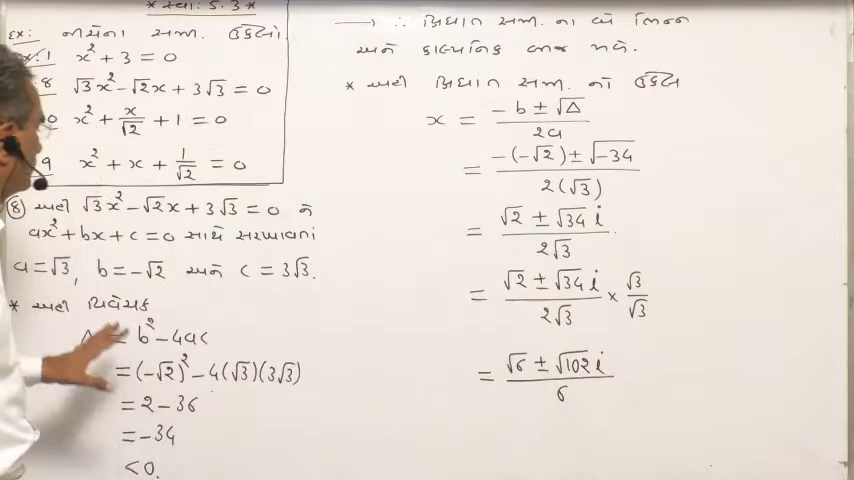 * સ્વા: 5.3 *
Ex: નીચેના સમી. ઉકેલો
x² + 3 = 0
8 √3x² - √2x + 3√3 = 0
x² + x/√2 + 1 = 0
9 x² + x + 1/√2 = 0
⑧ અહીં √3x² - √2x + 3√3 = 0 ને
ax² + bx + c = 0 સાથે સરખાવતાં
a = √3, b = -√2 અને c = 3√3.
* અહીં વિવેચક
Δ = b² - 4ac
= (-√2)² - 4(√3)(3√3)
= 2 - 36
= -34
< 0.
→ ∴ દ્વિઘાત સમી. નાં બે ભિન્ન
અને કાલ્પનિક બીજ મળે.
* અહીં દ્વિઘાત સમી. નો ઉકેલ
x = (-b ± √Δ)/2a
= (-(-√2) ± √-34)/2(√3)
= (√2 ± √34 i)/2√3
= (√2 ± √34 i)/2√3 × √3/√3
= (√6 ± √102 i)/6